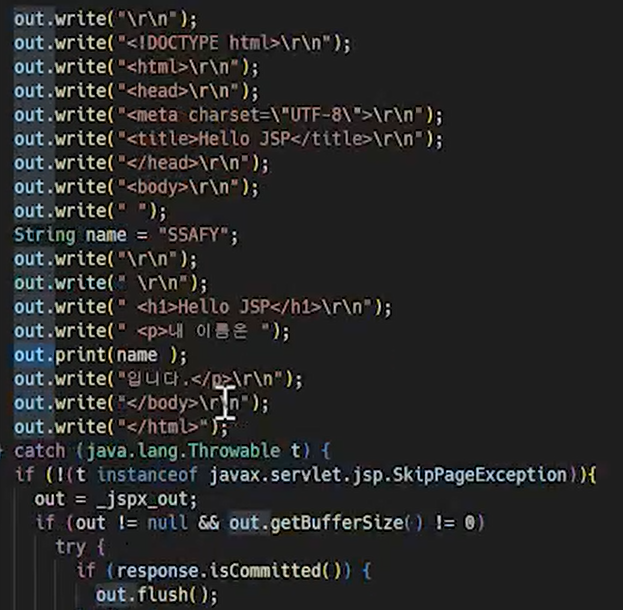 out.write("\r\n");
out.write("<!DOCTYPE html>\r\n");
out.write("<html>\r\n");
out.write("<head>\r\n");
out.write("<meta charset=\"UTF-8\">\r\n");
out.write("<title>Hello JSP</title>\r\n");
out.write("</head>\r\n");
out.write("<body>\r\n");
out.write(" ");
String name = "SSAFY";
out.write("\r\n");
out.write(" \r\n");
out.write(" <h1>Hello JSP</h1>\r\n");
out.write(" <p>내 이름은 ");
out.print(name );
out.write("입니다.</p>\r\n");
out.write("</body>\r\n");
out.write("</html>");
catch (java.lang.Throwable t) {
if (!(t instanceof javax.servlet.jsp.SkipPageException)){
out = _jspx_out;
if (out != null && out.getBufferSize() != 0)
try {
if (response.isCommitted()) {
out.flush();